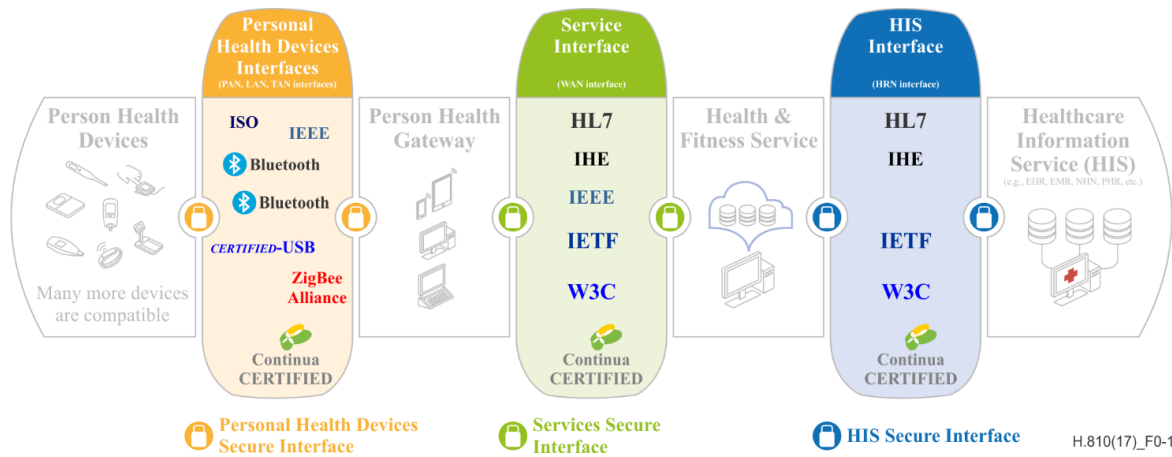 Personal
Health Devices
Interfaces
(PAN, LAN, TAN interfaces)
Service
Interface
(WAN interface)
HIS
Interface
(HRN interface)
Person Health
Devices
Many more devices
are compatible
ISO
IEEE
Bluetooth
Bluetooth
CERTIFIED-USB
ZigBee
Alliance
Continua
CERTIFIED
Person Health
Gateway
HL7
IHE
IEEE
IETF
W3C
Continua
CERTIFIED
Health &
Fitness Service
HL7
IHE
IETF
W3C
Continua
CERTIFIED
Healthcare
Information
Service (HIS)
(e.g., EHR, EMR, NHN, PHR, etc.)
Personal Health Devices
Secure Interface
Services Secure
Interface
HIS Secure Interface
H.810(17)_F0-1